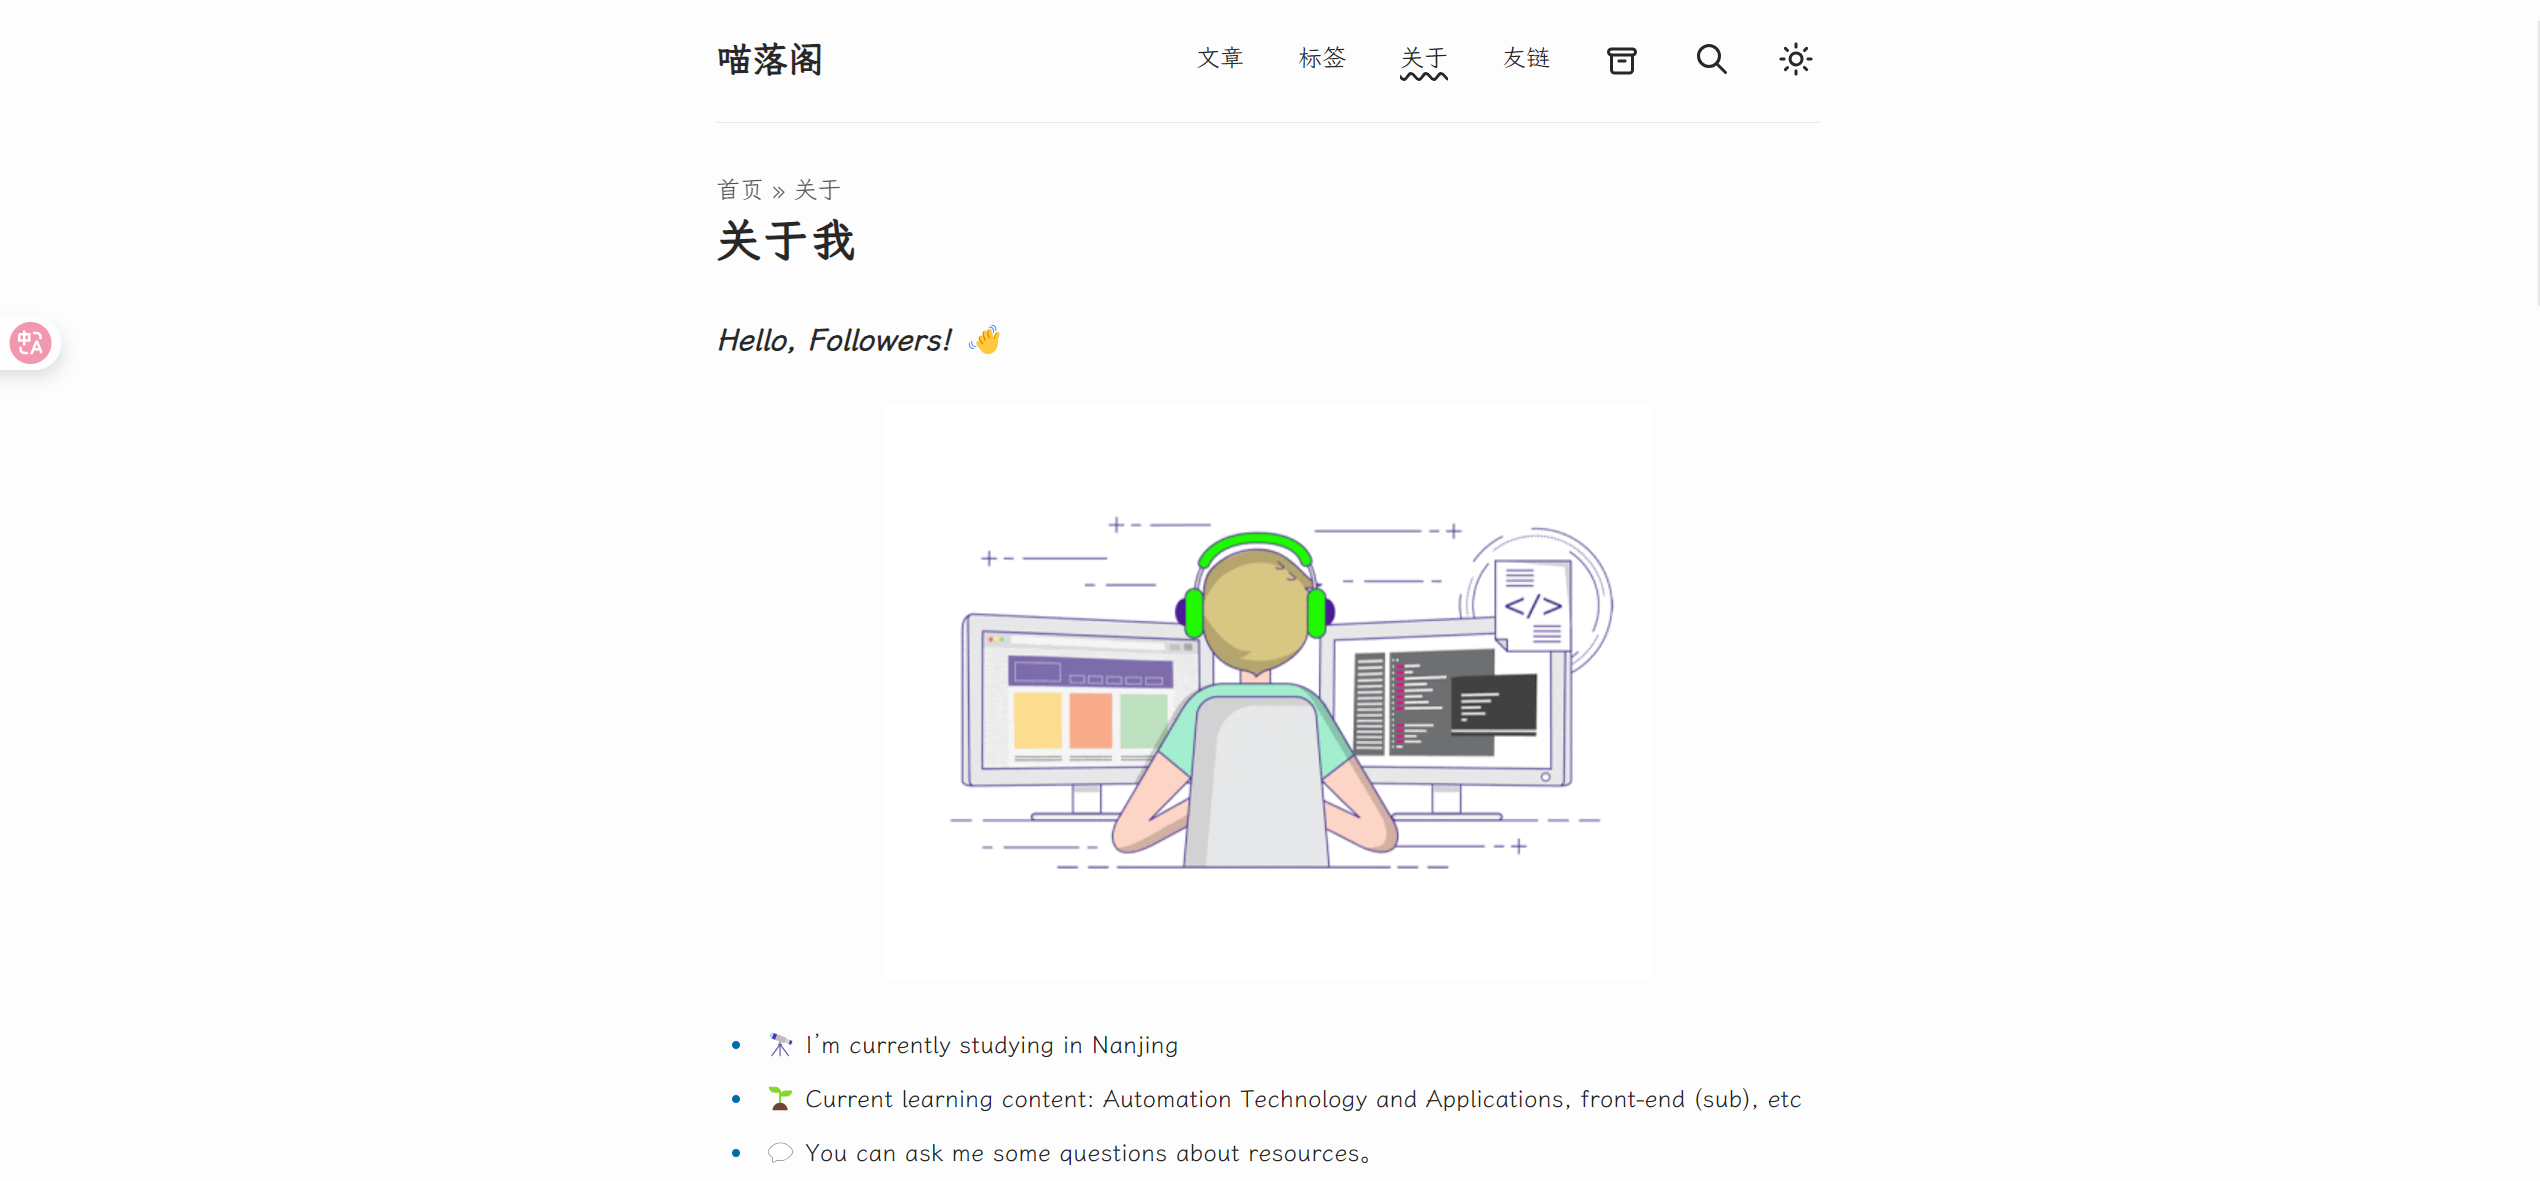 喵落阁
文章 标签 关于 友链
首页 » 关于
关于我
Hello, Followers! 👋
中A
</>
🔭 I’m currently studying in Nanjing
🌱 Current learning content: Automation Technology and Applications, front-end (sub), etc
💬 You can ask me some questions about resources。